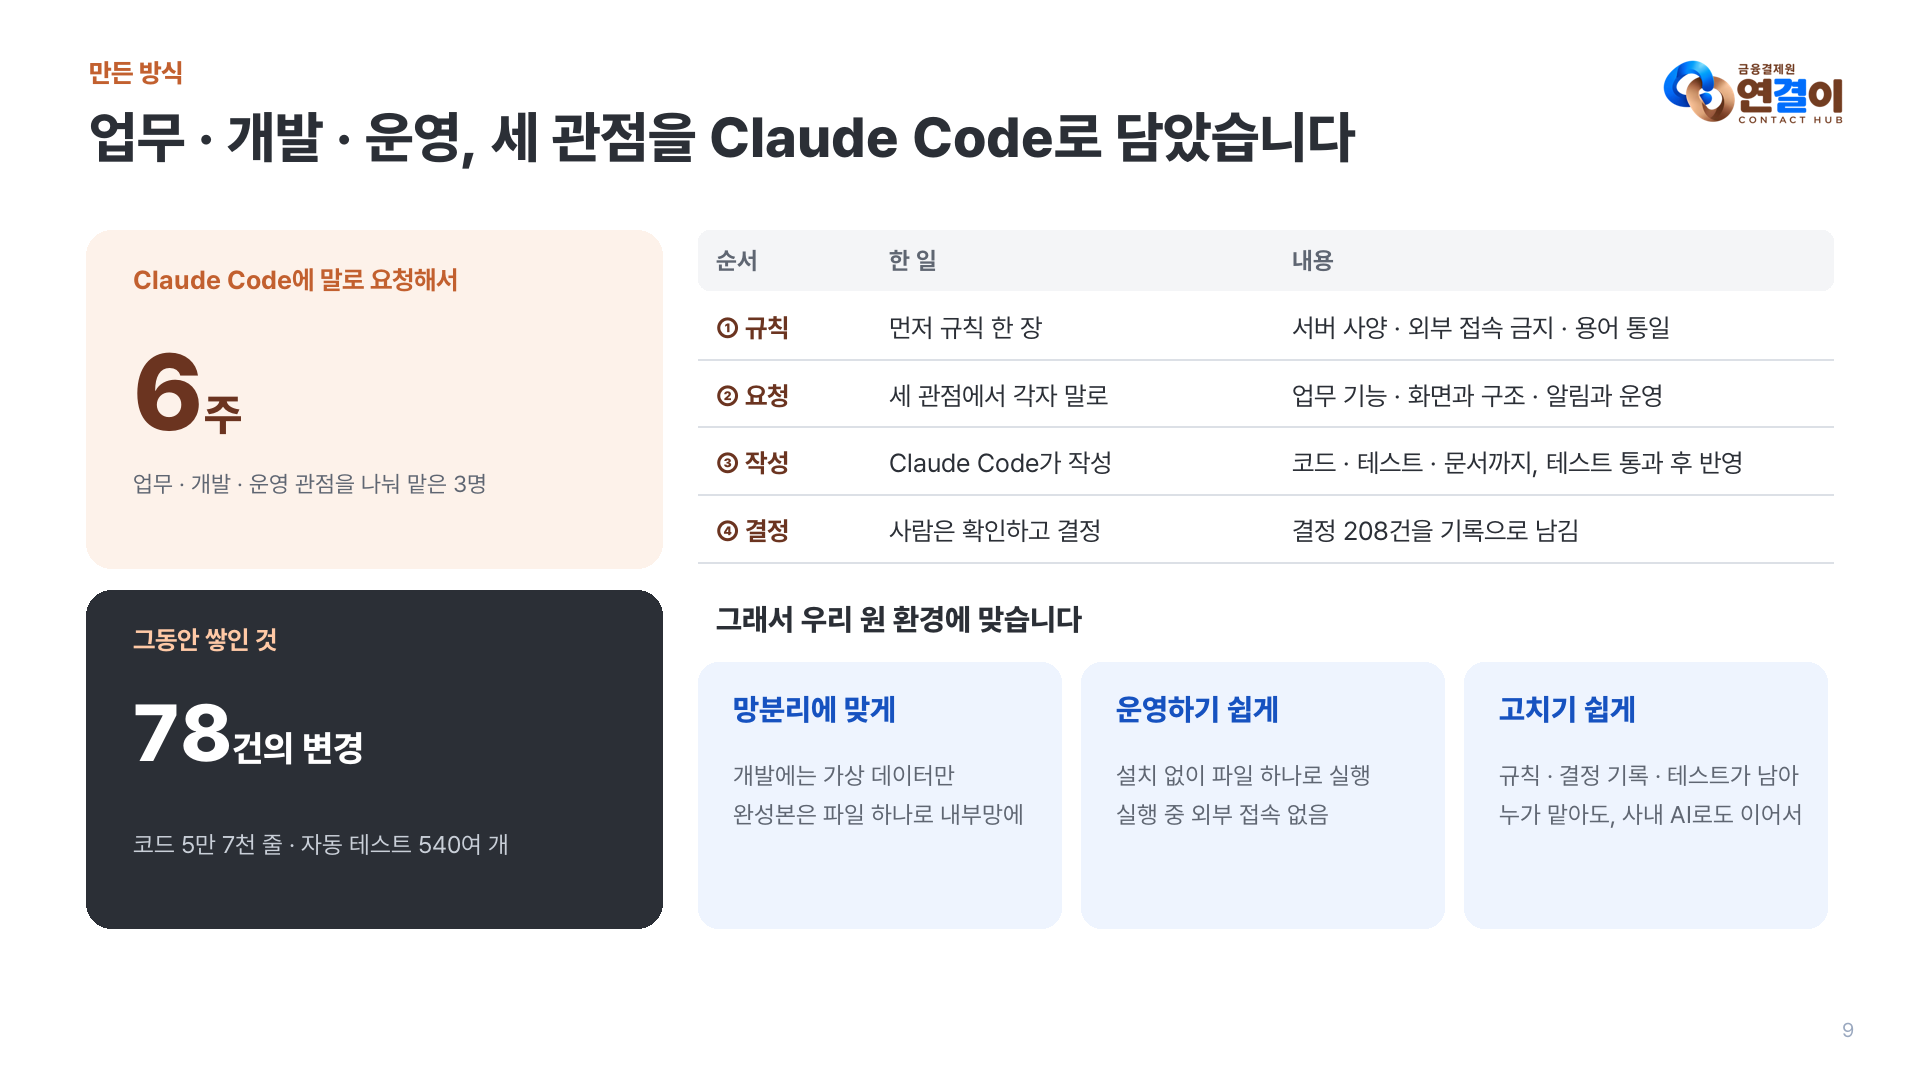 만든 방식
업무 · 개발 · 운영, 세 관점을 Claude Code로 담았습니다
금융결제원
연결이
CONTACT HUB
Claude Code에 말로 요청해서
6주
업무 · 개발 · 운영 관점을 나눠 맡은 3명
그동안 쌓인 것
78건의 변경
코드 5만 7천 줄 · 자동 테스트 540여 개
순서 한 일 내용
① 규칙 먼저 규칙 한 장 서버 사양 · 외부 접속 금지 · 용어 통일
② 요청 세 관점에서 각자 말로 업무 기능 · 화면과 구조 · 알림과 운영
③ 작성 Claude Code가 작성 코드 · 테스트 · 문서까지, 테스트 통과 후 반영
④ 결정 사람은 확인하고 결정 결정 208건을 기록으로 남김
그래서 우리 원 환경에 맞습니다
망분리에 맞게
개발에는 가상 데이터만
완성본은 파일 하나로 내부망에
운영하기 쉽게
설치 없이 파일 하나로 실행
실행 중 외부 접속 없음
고치기 쉽게
규칙 · 결정 기록 · 테스트가 남아
누가 맡아도, 사내 AI로도 이어서
9